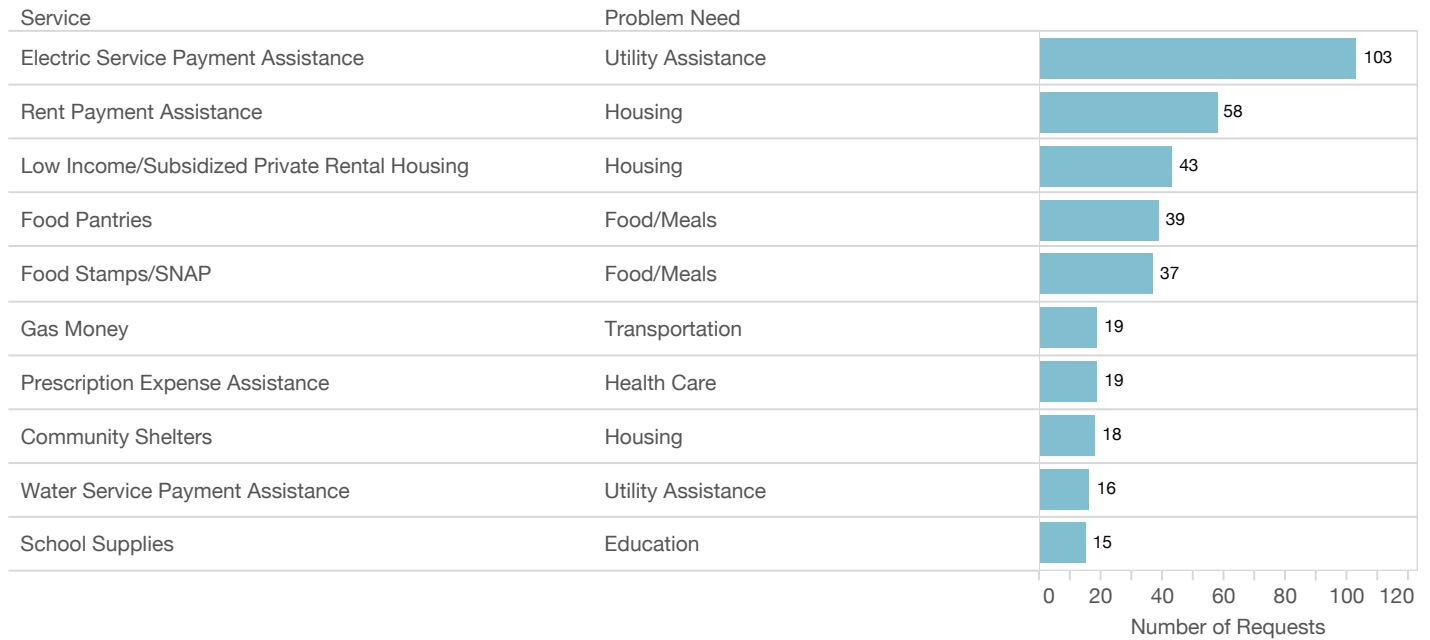 Service Problem Need
Electric Service Payment Assistance Utility Assistance 103
Rent Payment Assistance Housing 58
Low Income/Subsidized Private Rental Housing Housing 43
Food Pantries Food/Meals 39
Food Stamps/SNAP Food/Meals 37
Gas Money Transportation 19
Prescription Expense Assistance Health Care 19
Community Shelters Housing 18
Water Service Payment Assistance Utility Assistance 16
School Supplies Education 15
0 20 40 60 80 100 120
Number of Requests